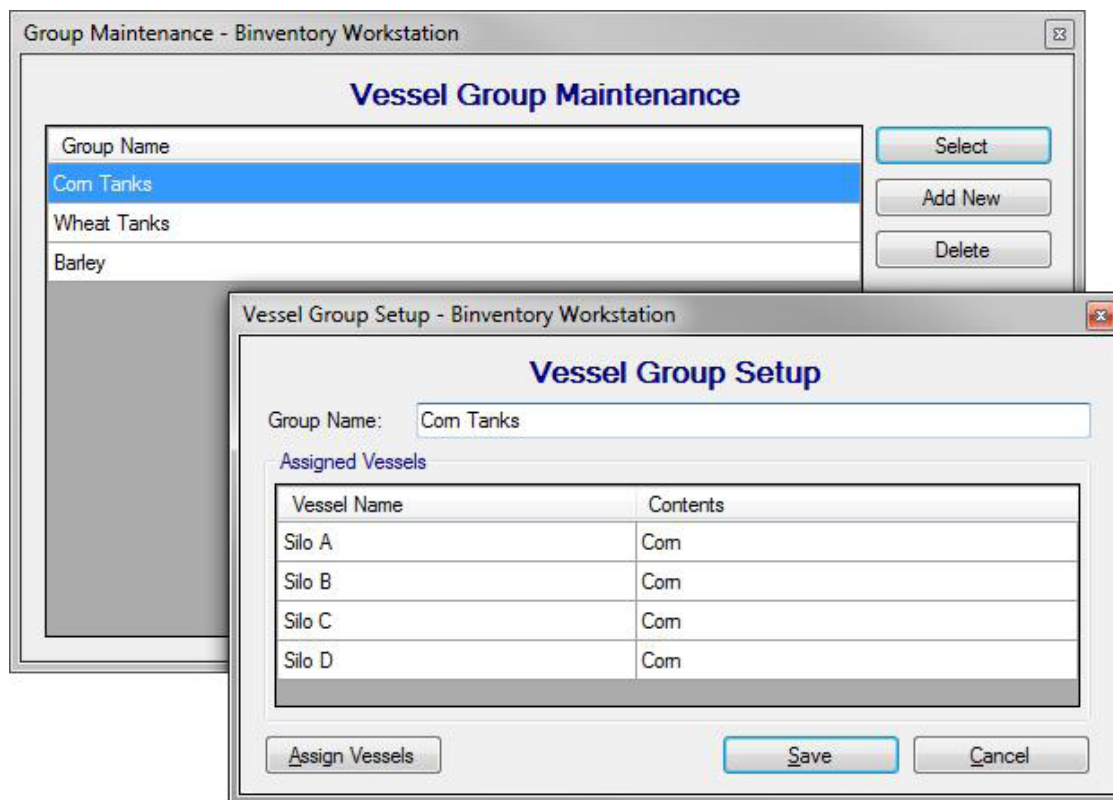 Group Maintenance - Binventory Workstation
Vessel Group Maintenance
Group Name
Corn Tanks
Wheat Tanks
Barley
Select
Add New
Delete
Vessel Group Setup - Binventory Workstation
Vessel Group Setup
Group Name: Corn Tanks
Assigned Vessels
Vessel Name Contents
Silo A Corn
Silo B Corn
Silo C Corn
Silo D Corn
Assign Vessels Save Cancel